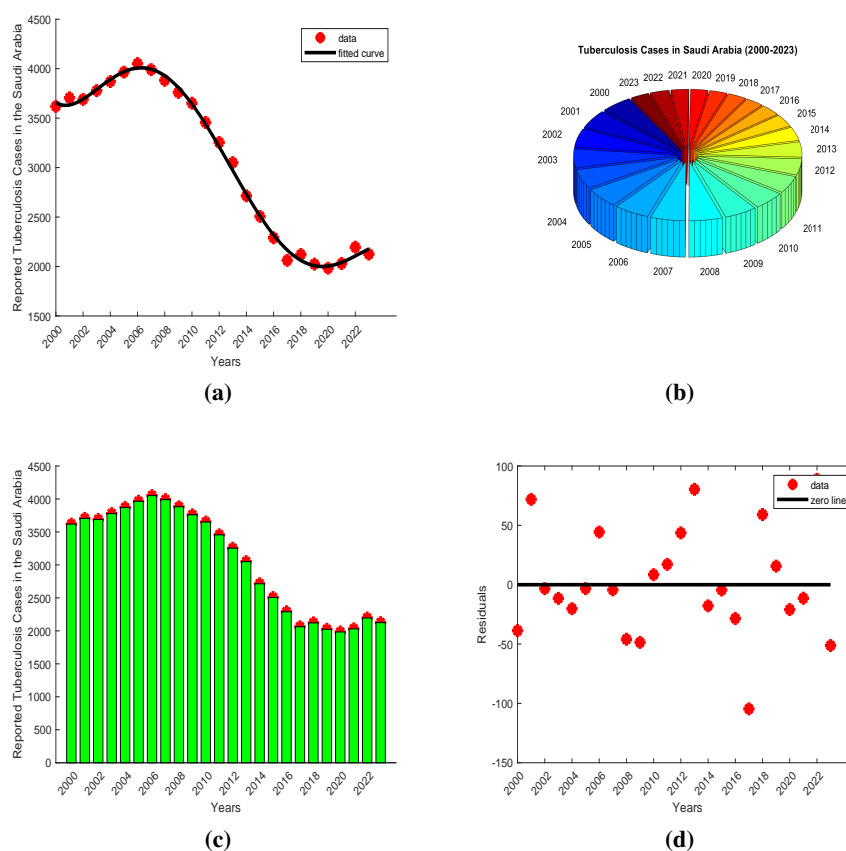 4500
4000
3500
3000
2500
2000
1500
Reported Tuberculosis Cases in the Saudi Arabia
data
fitted curve
2000 2002 2004 2006 2008 2010 2012 2014 2016 2018 2020 2022
Years
(a)
Tuberculosis Cases in Saudi Arabia (2000-2023)
2000
2001
2002
2003
2004
2005
2006
2007
2008
2009
2010
2011
2012
2013
2014
2015
2016
2017
2018
2019
2020
2021
2022
2023
(b)
4500
4000
3500
3000
2500
2000
1500
1000
500
0
Reported Tuberculosis Cases in the Saudi Arabia
2000 2002 2004 2006 2008 2010 2012 2014 2016 2018 2020 2022
Years
(c)
100
50
0
-50
-100
-150
Residuals
data
zero line
2000 2002 2004 2006 2008 2010 2012 2014 2016 2018 2020 2022
Years
(d)